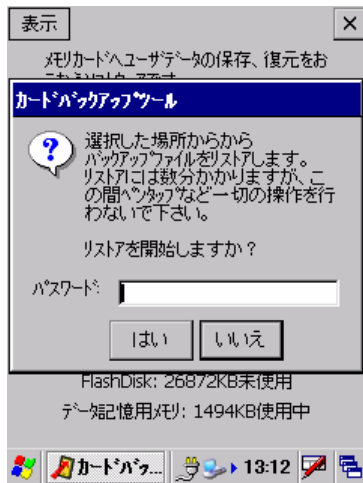 表示
×
ﾒﾓﾘｶｰﾄﾞへﾕｰｻﾞﾃﾞｰﾀの保存、復元をお
ｶｰﾄﾞﾊﾞｯｸｱｯﾌﾟﾂｰﾙ
選択した場所からから
ﾊﾞｯｸｱｯﾌﾟﾌｧｲﾙをﾘｽﾄｱします。
ﾘｽﾄｱには数分かかりますが、こ
の間ﾍﾟﾝﾀｯﾌﾟなど一切の操作を行
わないで下さい。
ﾘｽﾄｱを開始しますか？
ﾊﾟｽﾜｰﾄﾞ:
はい
いいえ
FlashDisk: 26872KB未使用
ﾃﾞｰﾀ記憶用ﾒﾓﾘ: 1494KB使用中
ｶｰﾄﾞﾊﾞｯ... 13:12